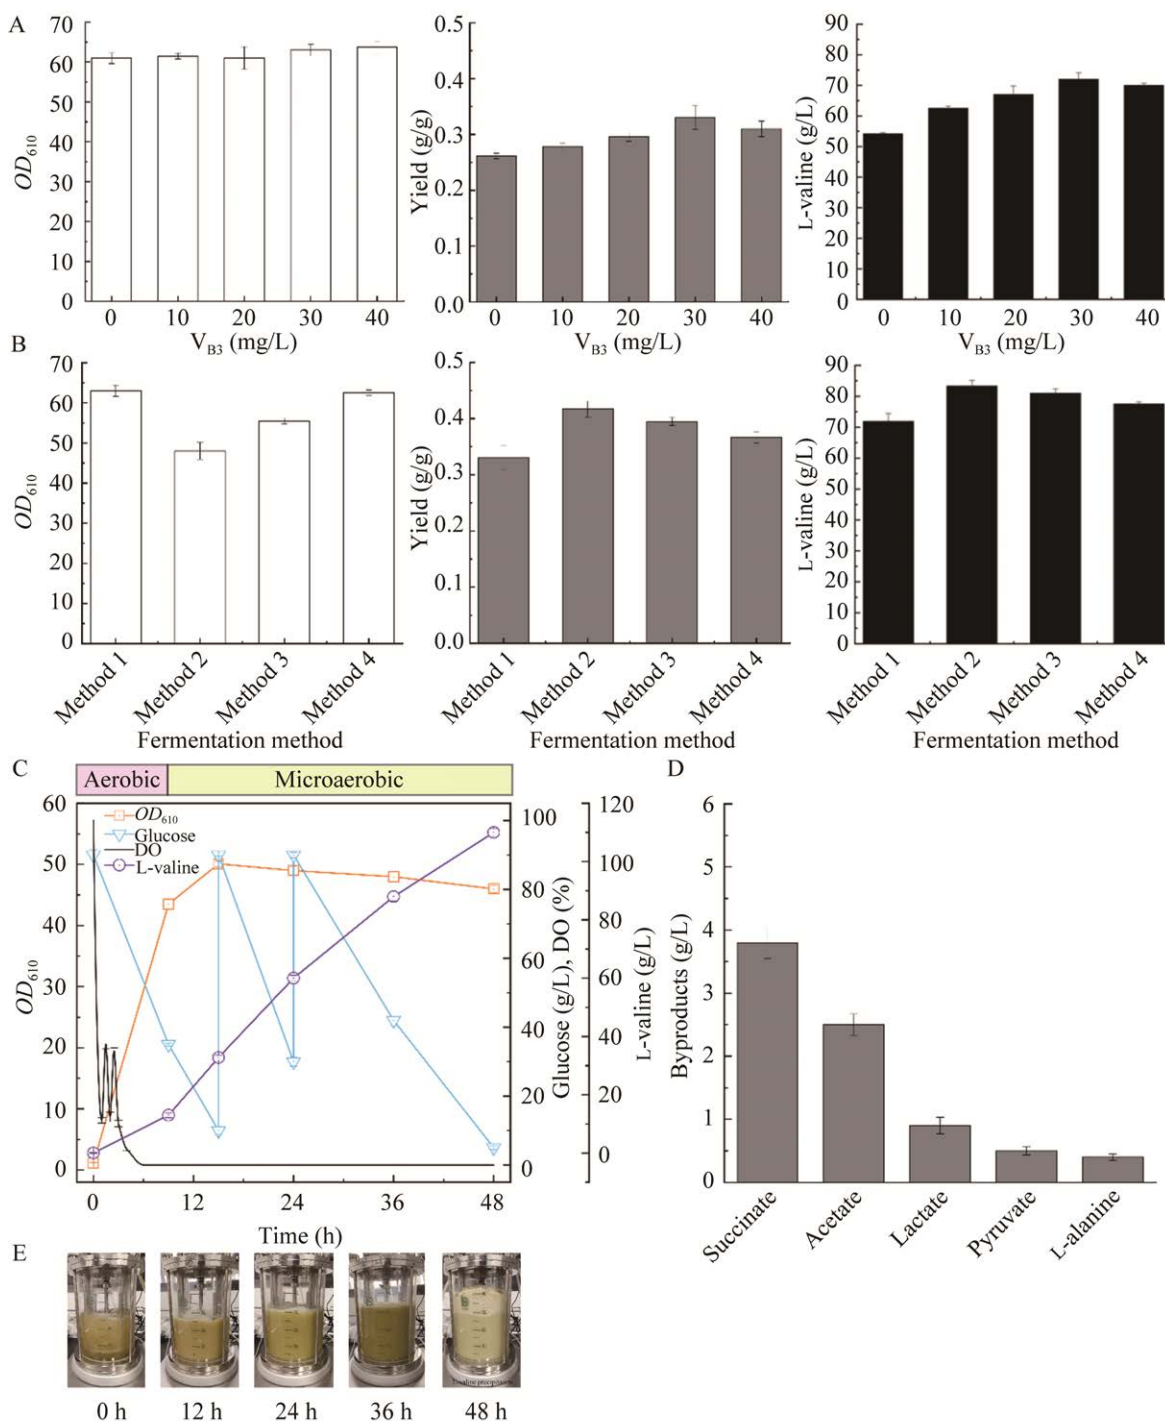 A
70
60
50
40
30
20
10
0
OD610
0 10 20 30 40
VB3 (mg/L)
0.5
0.4
0.3
0.2
0.1
0.0
Yield (g/g)
0 10 20 30 40
VB3 (mg/L)
90
80
70
60
50
40
30
20
10
0
L-valine (g/L)
0 10 20 30 40
VB3 (mg/L)
B
70
60
50
40
30
20
10
0
OD610
Method 1 Method 2 Method 3 Method 4
Fermentation method
0.5
0.4
0.3
0.2
0.1
0.0
Yield (g/g)
Method 1 Method 2 Method 3 Method 4
Fermentation method
90
80
70
60
50
40
30
20
10
0
L-valine (g/L)
Method 1 Method 2 Method 3 Method 4
Fermentation method
C
Aerobic Microaerobic
60
50
40
30
20
10
0
OD610
OD610
Glucose
DO
L-valine
100
80
60
40
20
0
Glucose (g/L), DO (%)
120
100
80
60
40
20
0
L-valine (g/L)
0 12 24 36 48
Time (h)
D
6
5
4
3
2
1
0
Byproducts (g/L)
Succinate Acetate Lactate Pyruvate L-alanine
E
0 h 12 h 24 h 36 h 48 h